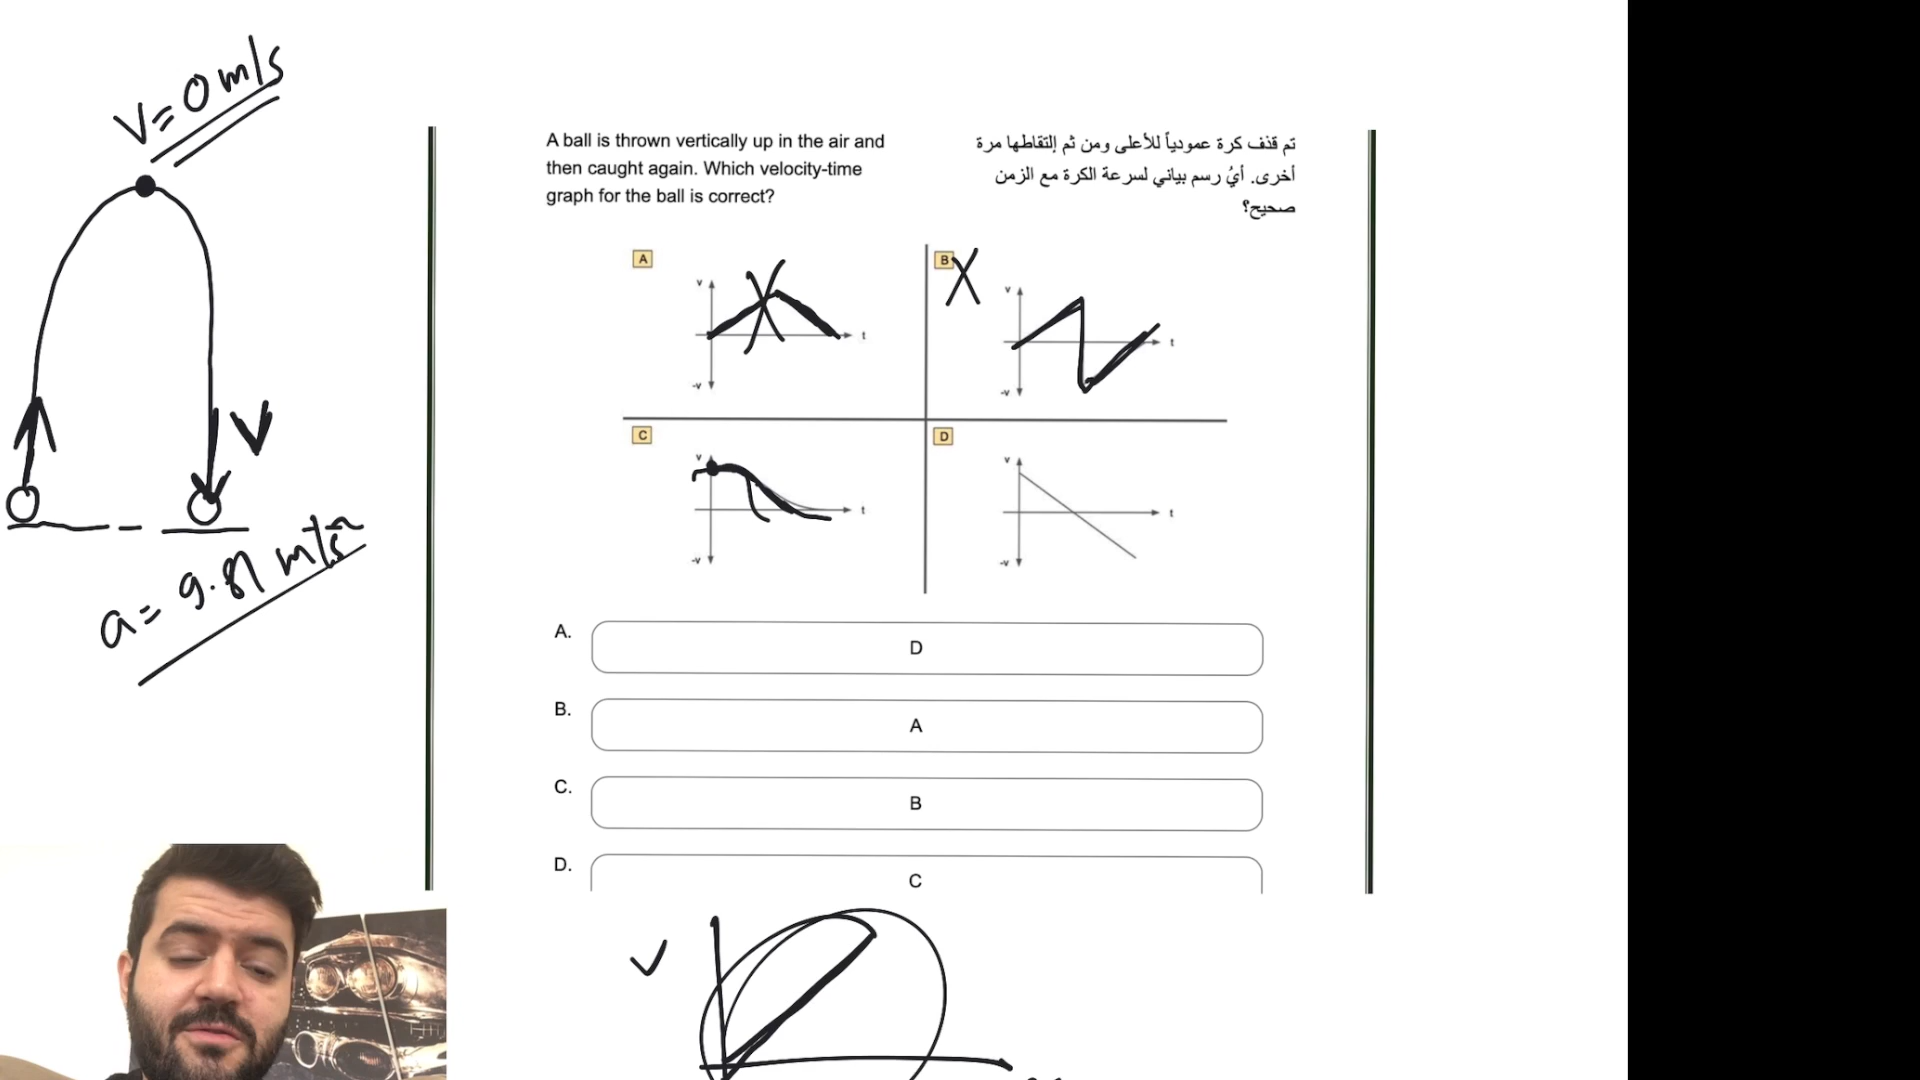 V=0 m/s
V
a= 9.81 m/s²
A ball is thrown vertically up in the air and
then caught again. Which velocity-time
graph for the ball is correct?
تم قذف كرة عمودياً للأعلى ومن ثم إلتقاطها مرة
أخرى. أيُ رسم بياني لسرعة الكرة مع الزمن
صحيح؟
A
v
t
-v
B
X
v
t
-v
C
v
t
-v
D
v
t
-v
A. D
B. A
C. B
D. C
V